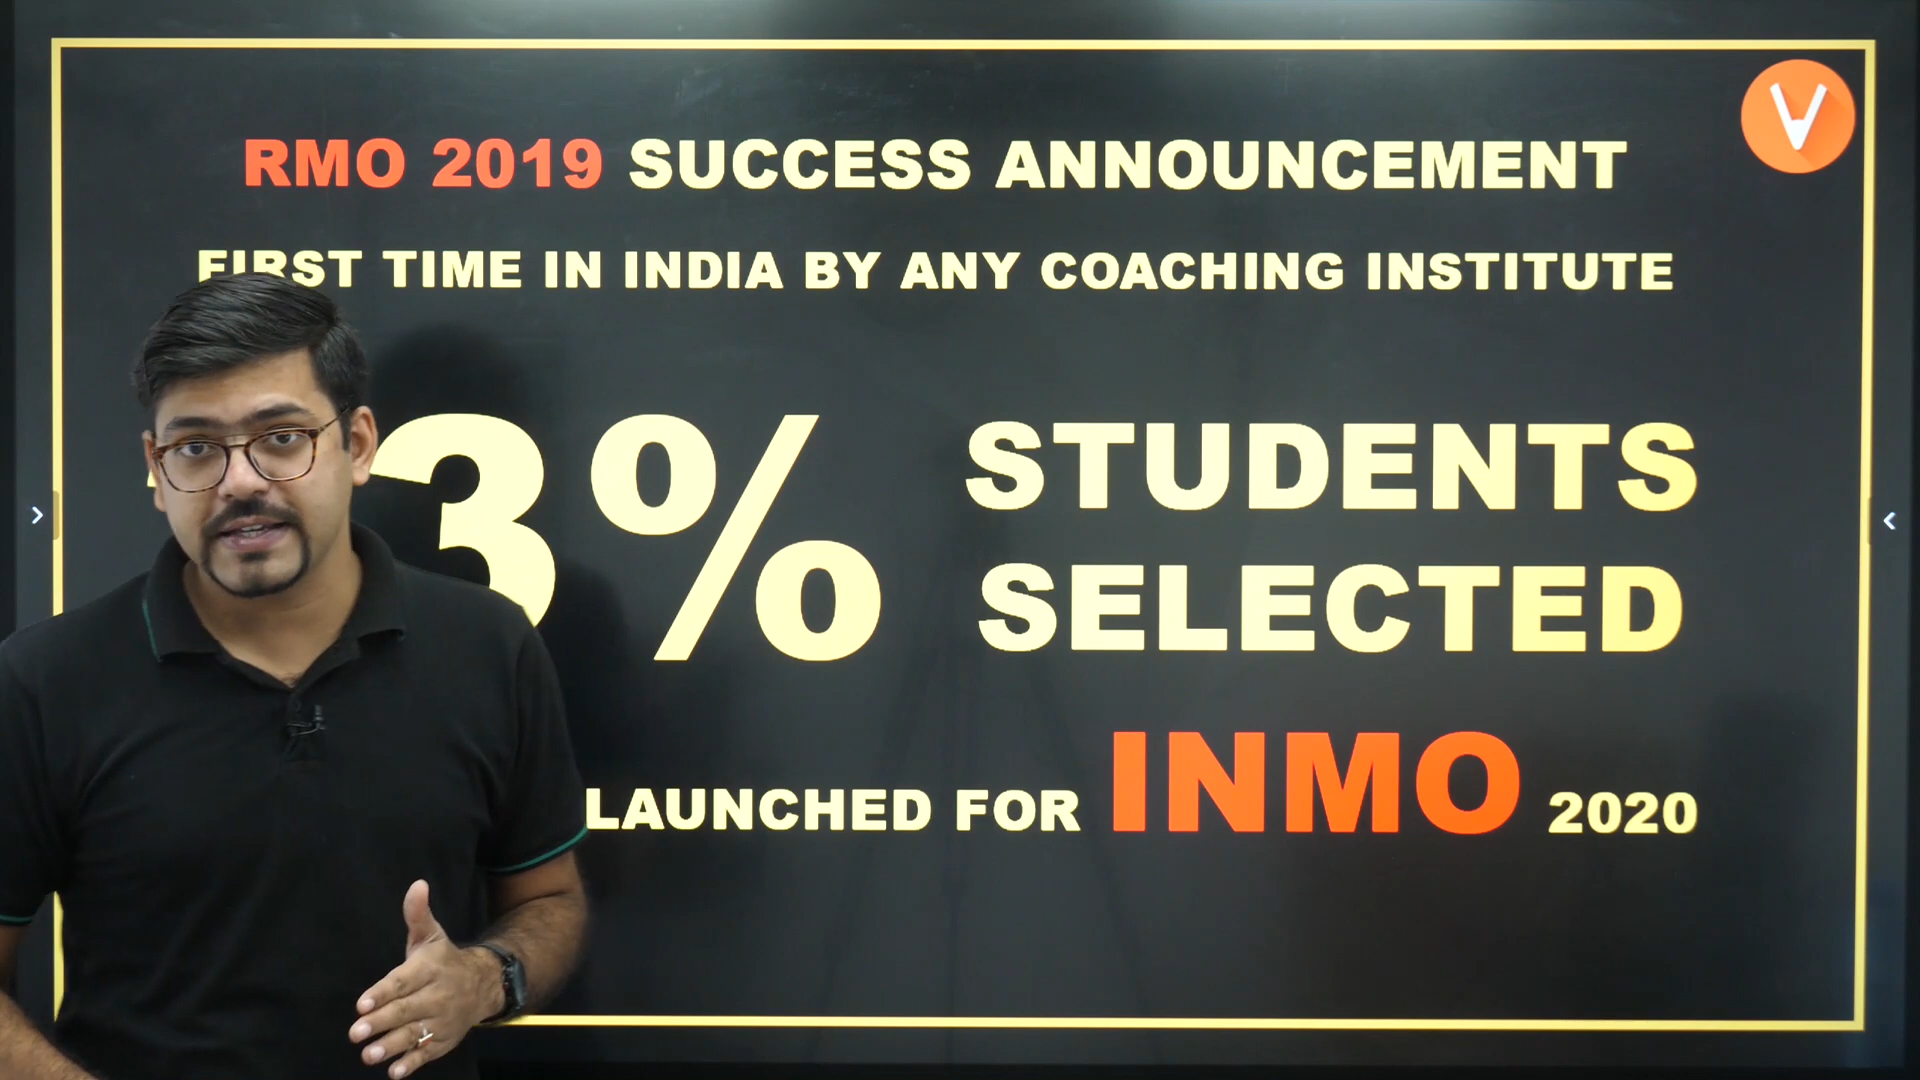 RMO 2019 SUCCESS ANNOUNCEMENT
FIRST TIME IN INDIA BY ANY COACHING INSTITUTE
3% STUDENTS
SELECTED
LAUNCHED FOR INMO 2020